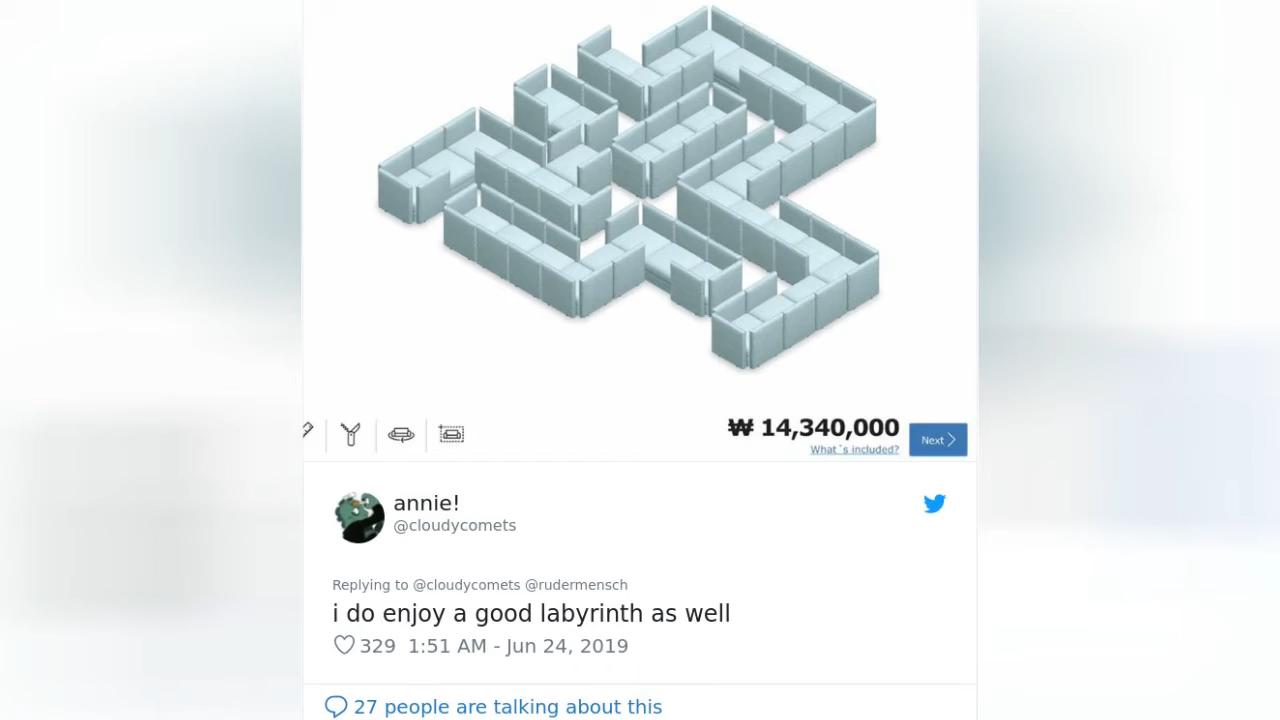 ₩ 14,340,000
What´s included?
Next
annie!
@cloudycomets
Replying to @cloudycomets @rudermensch
i do enjoy a good labyrinth as well
329 1:51 AM - Jun 24, 2019
27 people are talking about this